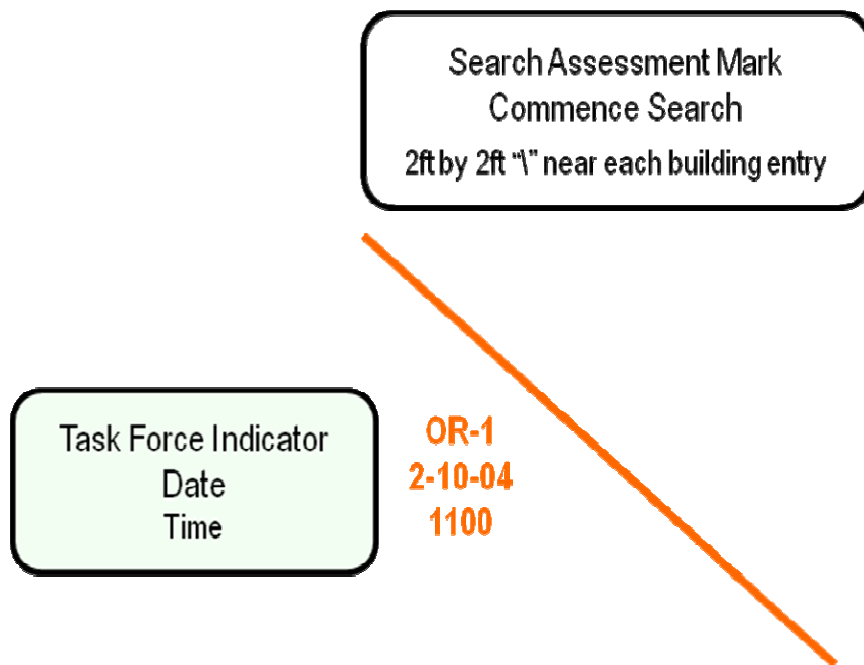 Search Assessment Mark
Commence Search
2ft by 2ft "\" near each building entry
Task Force Indicator
Date
Time
OR-1
2-10-04
1100